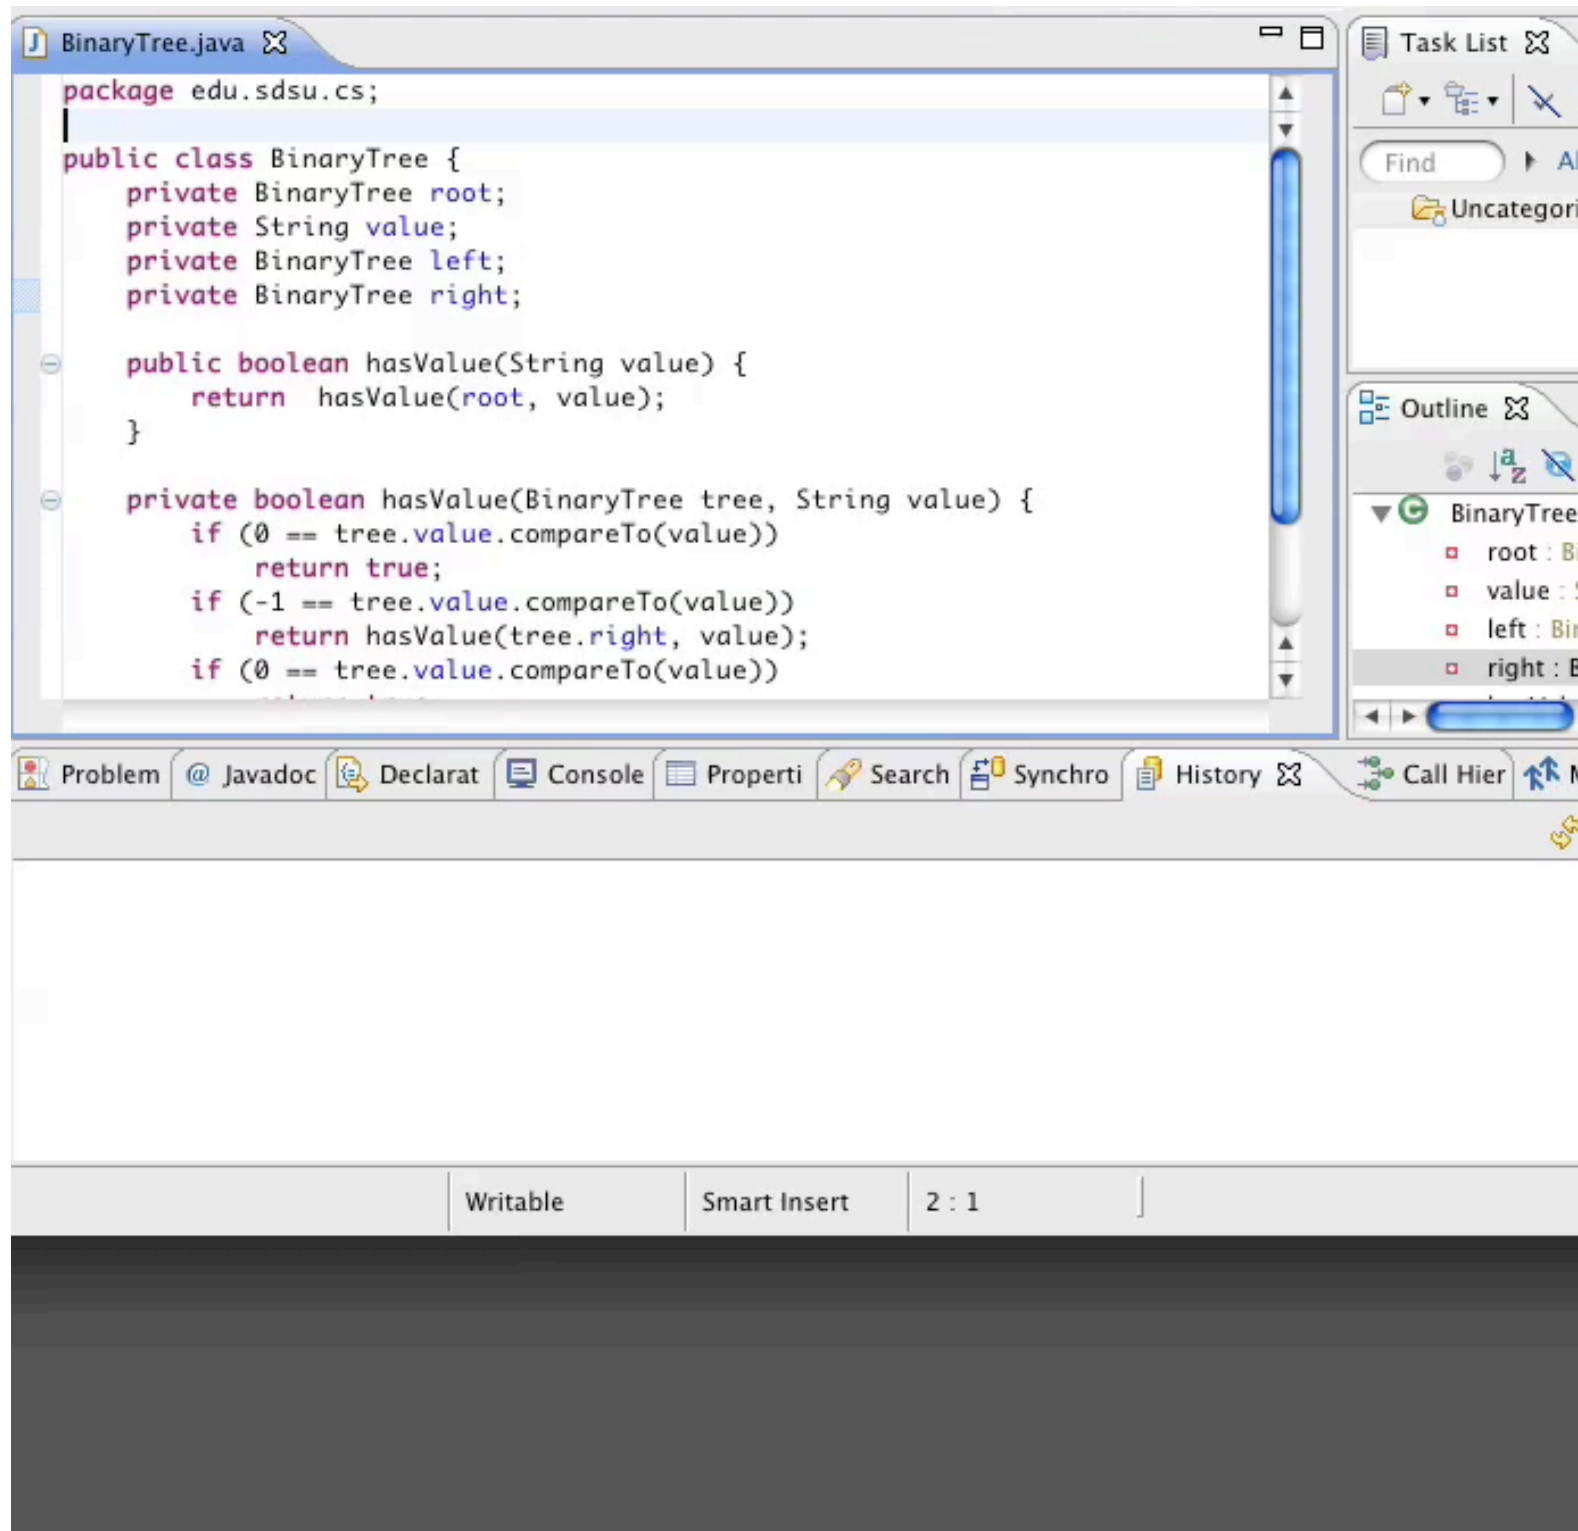 BinaryTree.java
package edu.sdsu.cs;
public class BinaryTree {
private BinaryTree root;
private String value;
private BinaryTree left;
private BinaryTree right;
public boolean hasValue(String value) {
return  hasValue(root, value);
}
private boolean hasValue(BinaryTree tree, String value) {
if (0 == tree.value.compareTo(value))
return true;
if (-1 == tree.value.compareTo(value))
return hasValue(tree.right, value);
if (0 == tree.value.compareTo(value))
Task List
Find
Uncategori
Outline
BinaryTree
root : Bi
value :
left : Bin
right : B
Problem @ Javadoc Declarat Console Properti Search Synchro History Call Hier
Writable Smart Insert 2 : 1